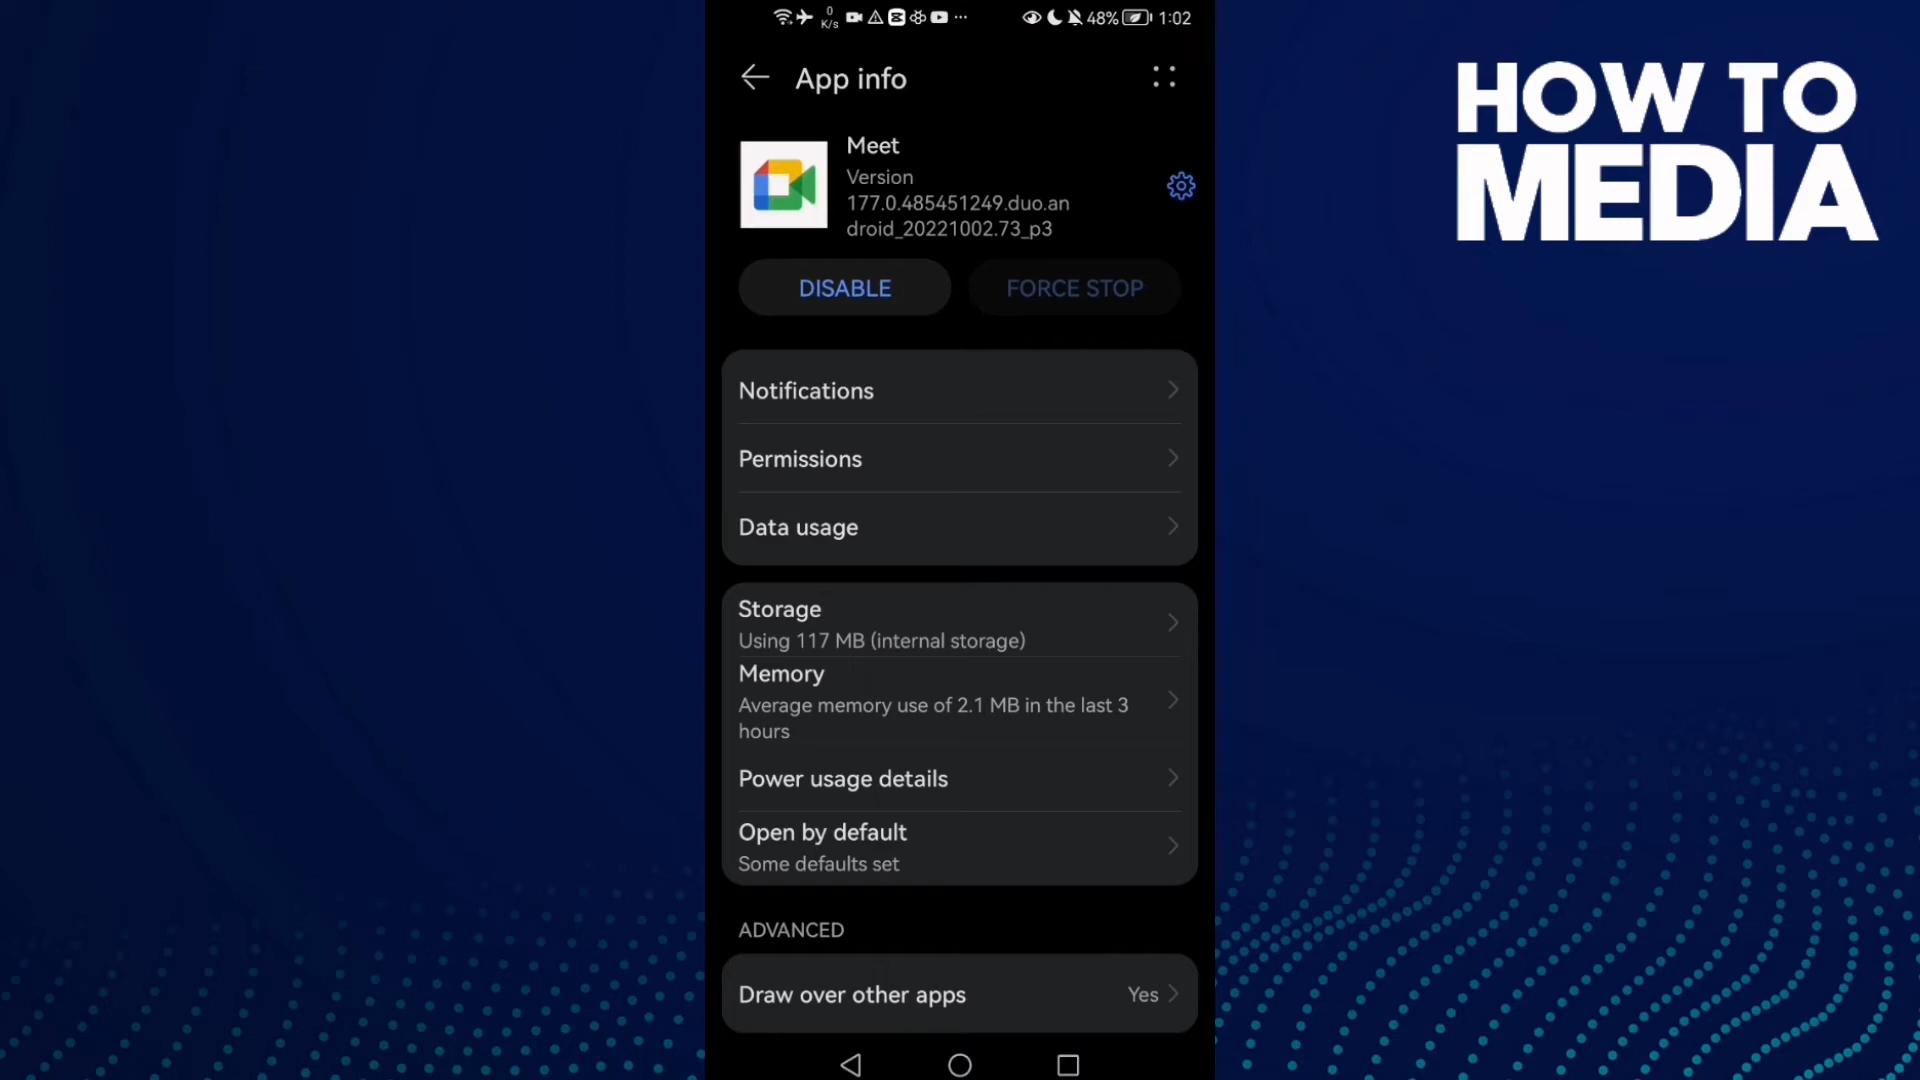 0
K/s
48%
1:02
App info
Meet
Version
177.0.485451249.duo.an
droid_20221002.73_p3
DISABLE
FORCE STOP
Notifications
Permissions
Data usage
Storage
Using 117 MB (internal storage)
Memory
Average memory use of 2.1 MB in the last 3
hours
Power usage details
Open by default
Some defaults set
ADVANCED
Draw over other apps
Yes
HOW TO
MEDIA